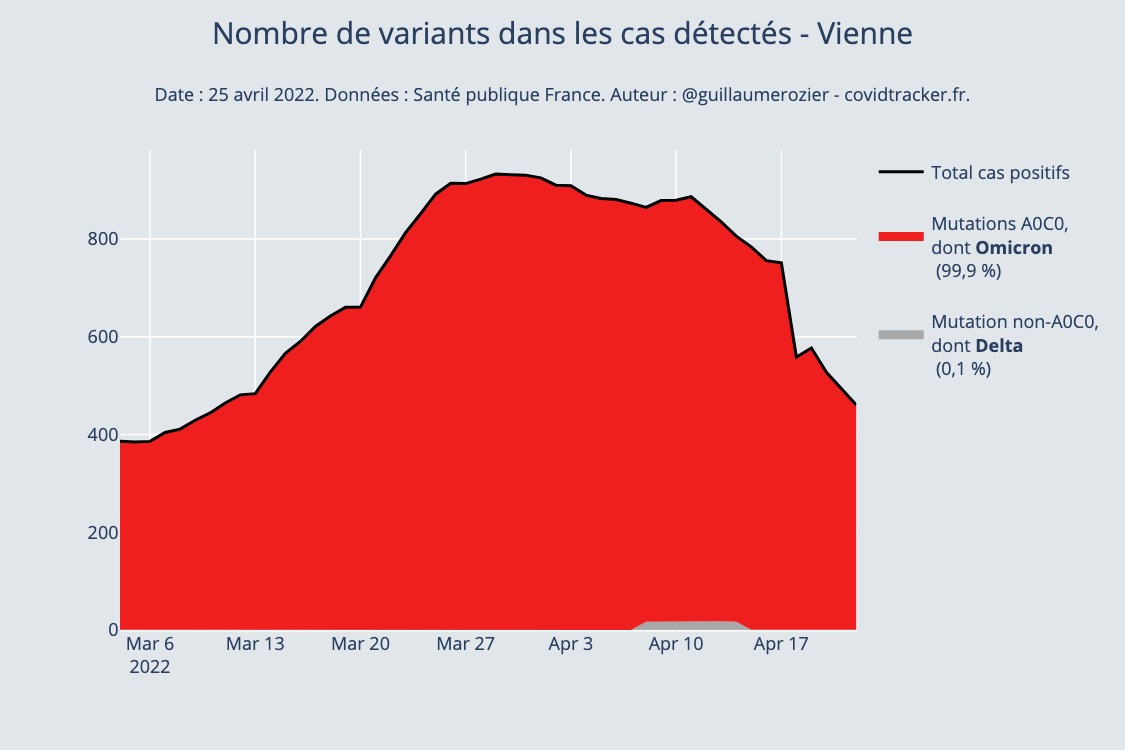 Nombre de variants dans les cas détectés - Vienne
Date : 25 avril 2022. Données : Santé publique France. Auteur : @guillaumerozier - covidtracker.fr.
Total cas positifs
Mutations A0C0,
dont Omicron
(99,9 %)
Mutation non-A0C0,
dont Delta
(0,1 %)
800
600
400
200
0
Mar 6 Mar 13 Mar 20 Mar 27 Apr 3 Apr 10 Apr 17
2022